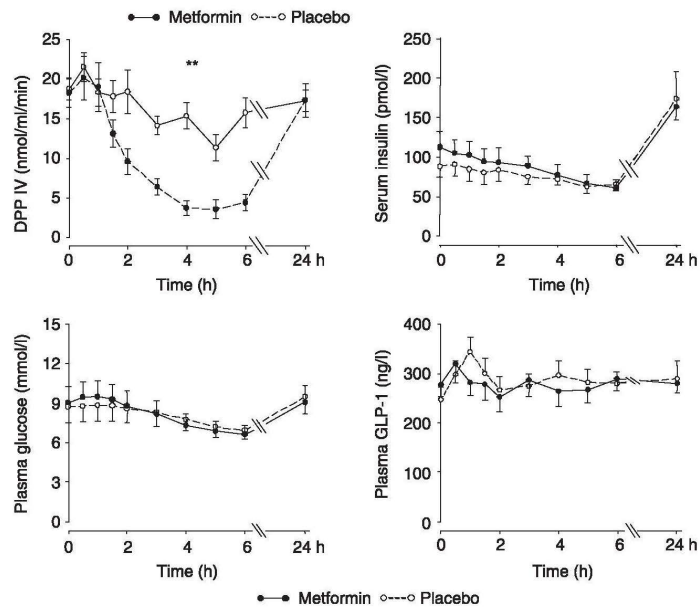 Metformin Placebo
DPP IV (nmol/ml/min)
25
20
15
10
5
0
**
0 2 4 6 24 h
Time (h)
Serum insulin (pmol/l)
250
200
150
100
50
0
0 2 4 6 24 h
Time (h)
Plasma glucose (mmol/l)
15
12
9
6
3
0
0 2 4 6 24 h
Time (h)
Plasma GLP-1 (ng/l)
400
300
200
100
0
0 2 4 6 24 h
Time (h)
Metformin Placebo